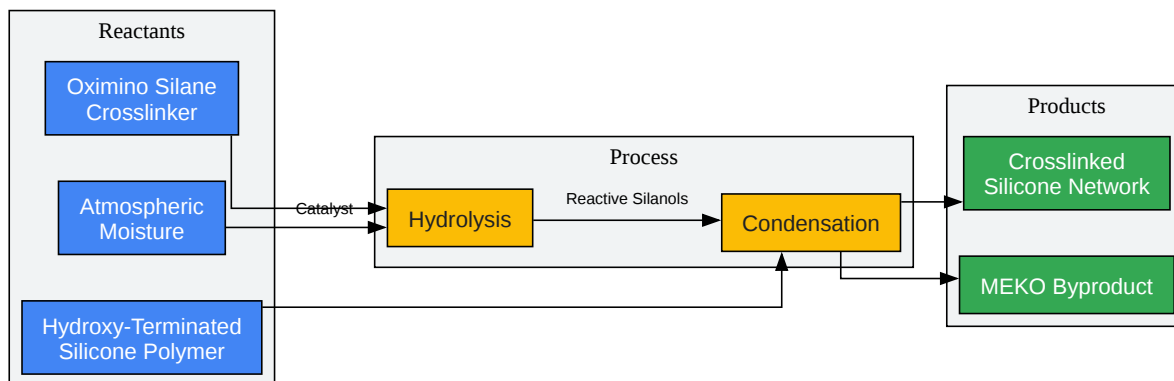 Reactants
Oximino Silane
Crosslinker
Atmospheric
Moisture
Hydroxy-Terminated
Silicone Polymer
Catalyst
Process
Hydrolysis
Reactive Silanols
Condensation
Products
Crosslinked
Silicone Network
MEKO Byproduct